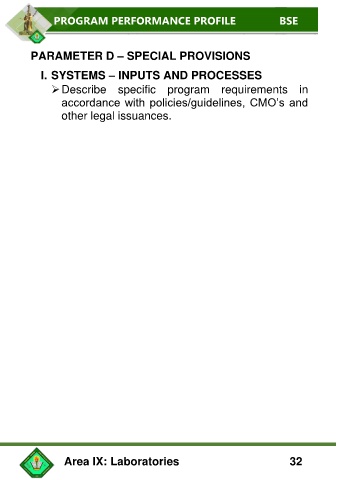 PROGRAM PERFORMANCE PROFILE BSE
PARAMETER D – SPECIAL PROVISIONS
I. SYSTEMS – INPUTS AND PROCESSES
➢Describe specific program requirements in
accordance with policies/guidelines, CMO's and
other legal issuances.
Area IX: Laboratories 32